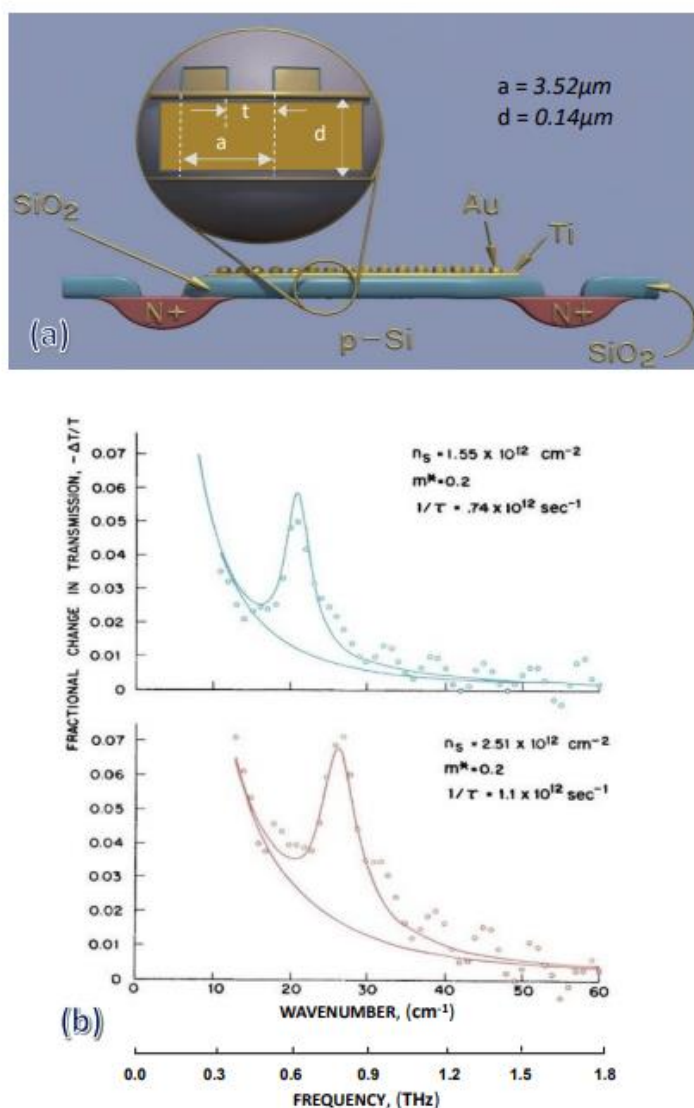 a = 3.52μm
d = 0.14μm
t
d
a
SiO2
Au
Ti
N+
p-Si
N+
SiO2
(a)
FRACTIONAL CHANGE IN TRANSMISSION, -ΔT/T
0.07
0.06
0.05
0.04
0.03
0.02
0.01
0
nS = 1.55 x 10^12 cm^-2
m* = 0.2
1/τ = .74 x 10^12 sec^-1
0.07
0.06
0.05
0.04
0.03
0.02
0.01
0
nS = 2.51 x 10^12 cm^-2
m* = 0.2
1/τ = 1.1 x 10^12 sec^-1
0 10 20 30 40 50 60
WAVENUMBER, (cm^-1)
(b)
0.0 0.3 0.6 0.9 1.2 1.5 1.8
FREQUENCY, (THz)